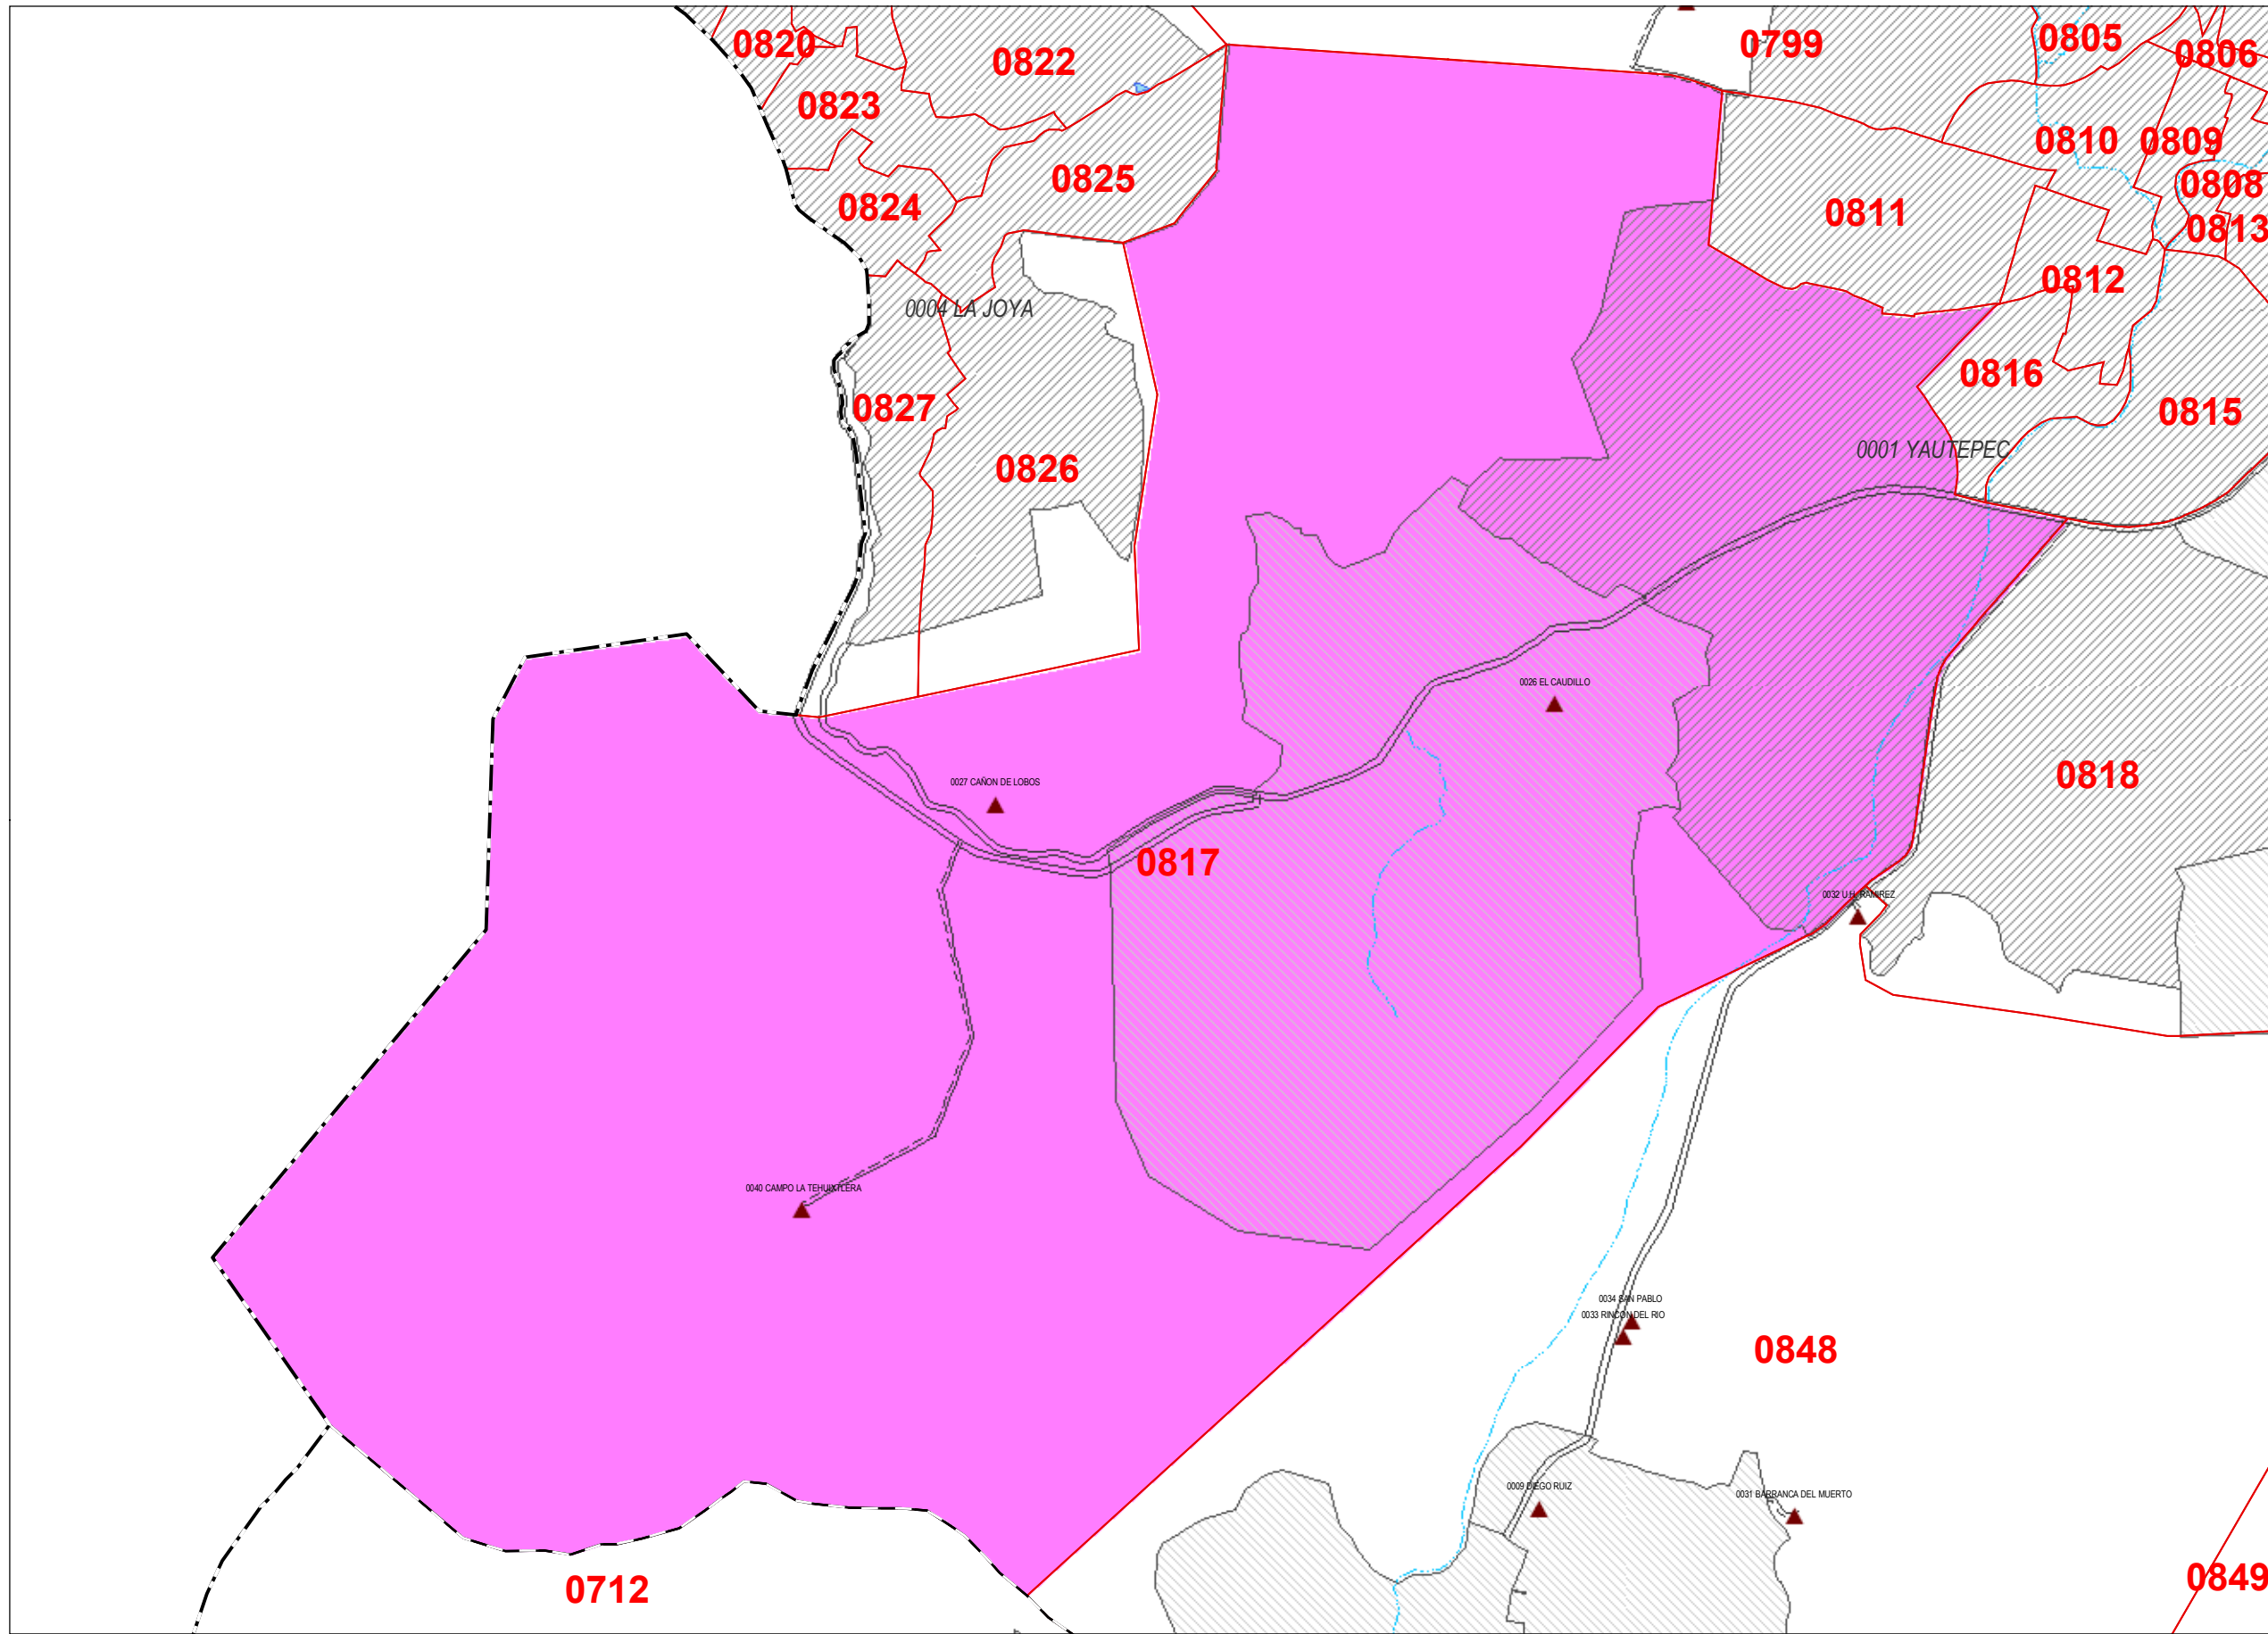 0820
0822
0799
0805
0806
0823
0810
0809
0825
0808
0824
0811
0813
0812
0004 LA JOYA
0816
0827
0815
0001 YAUTEPEC
0826
0026 EL CAUDILLO
0818
0027 CAÑON DE LOBOS
0817
0032 U.H. RAMIREZ
0040 CAMPO LA TEHUIXTLERA
0034 SAN PABLO
0033 RINCON DEL RIO
0848
0009 DIEGO RUIZ
0031 BARRANCA DEL MUERTO
0849
0712